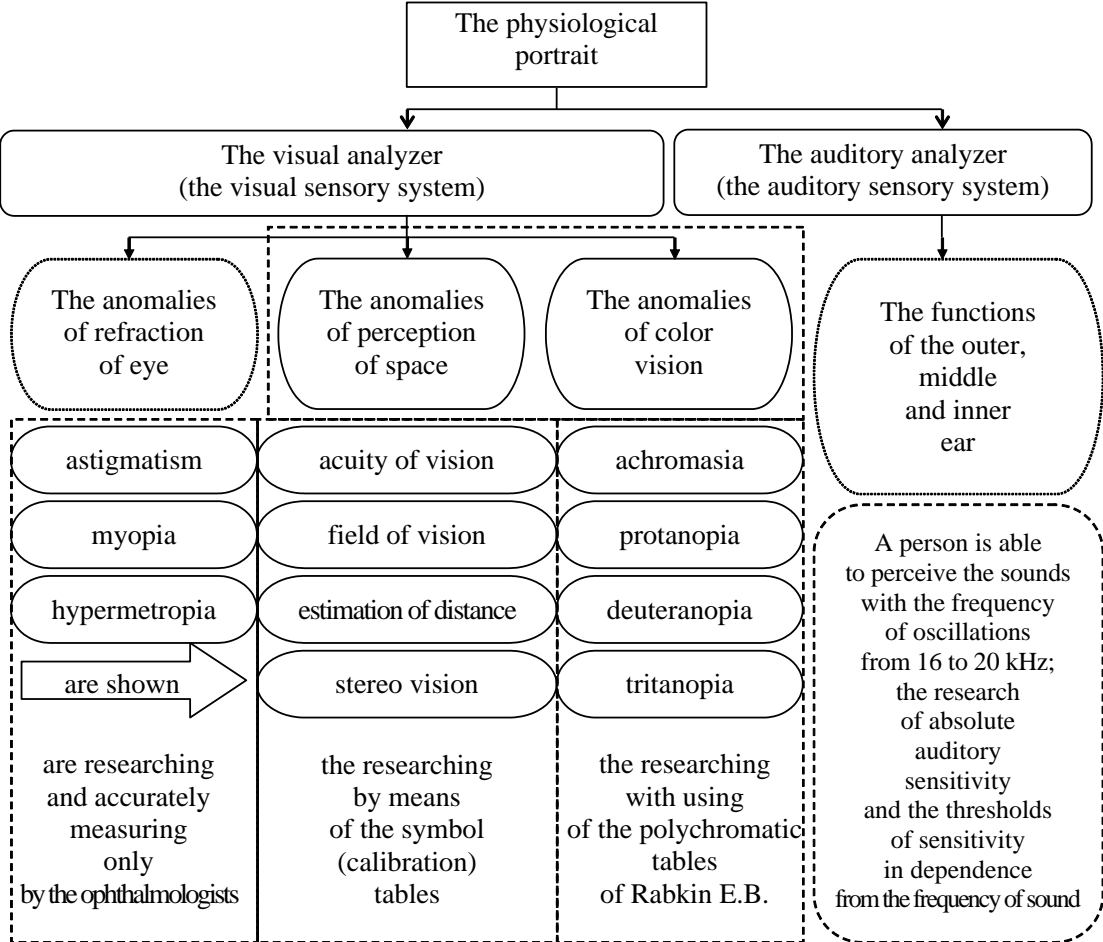 The physiological
portrait
The visual analyzer
(the visual sensory system)
The auditory analyzer
(the auditory sensory system)
The anomalies
of refraction
of eye
The anomalies
of perception
of space
The anomalies
of color
vision
The functions
of the outer,
middle
and inner
ear
astigmatism
myopia
hypermetropia
are shown
are researching
and accurately
measuring
only
by the ophthalmologists
acuity of vision
field of vision
estimation of distance
stereo vision
the researching
by means
of the symbol
(calibration)
tables
achromasia
protanopia
deuteranopia
tritanopia
the researching
with using
of the polychromatic
tables
of Rabkin E.B.
A person is able
to perceive the sounds
with the frequency
of oscillations
from 16 to 20 kHz;
the research
of absolute
auditory
sensitivity
and the thresholds
of sensitivity
in dependence
from the frequency of sound